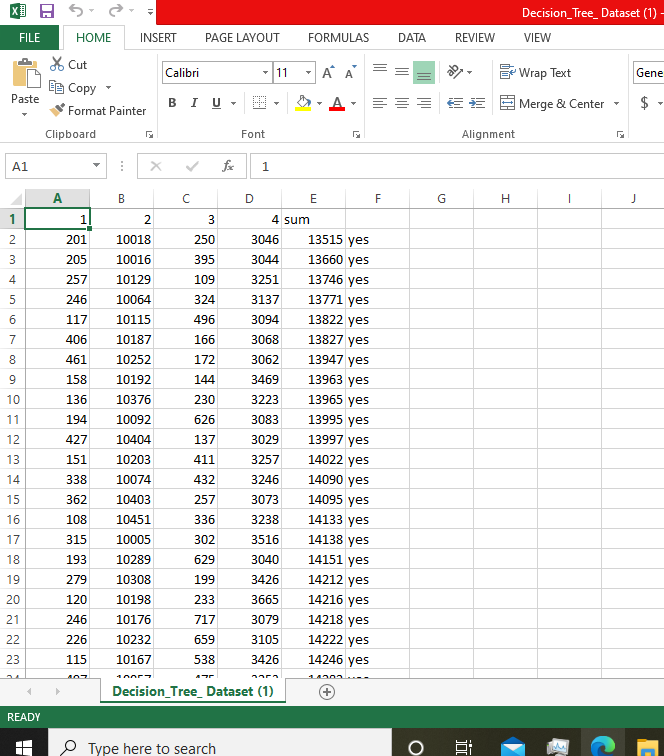 Decision_Tree_ Dataset (1) -
FILE HOME INSERT PAGE LAYOUT FORMULAS DATA REVIEW VIEW
Cut
Copy
Format Painter
Paste
Clipboard
Calibri 11 A A
B I U A
Font
Wrap Text
Merge & Center
Alignment
Gene
$
A1 fx 1
A B C D E F G H I J
1 1 2 3 4 sum
2 201 10018 250 3046 13515 yes
3 205 10016 395 3044 13660 yes
4 257 10129 109 3251 13746 yes
5 246 10064 324 3137 13771 yes
6 117 10115 496 3094 13822 yes
7 406 10187 166 3068 13827 yes
8 461 10252 172 3062 13947 yes
9 158 10192 144 3469 13963 yes
10 136 10376 230 3223 13965 yes
11 194 10092 626 3083 13995 yes
12 427 10404 137 3029 13997 yes
13 151 10203 411 3257 14022 yes
14 338 10074 432 3246 14090 yes
15 362 10403 257 3073 14095 yes
16 108 10451 336 3238 14133 yes
17 315 10005 302 3516 14138 yes
18 193 10289 629 3040 14151 yes
19 279 10308 199 3426 14212 yes
20 120 10198 233 3665 14216 yes
21 246 10176 717 3079 14218 yes
22 226 10232 659 3105 14222 yes
23 115 10167 538 3426 14246 yes
Decision_Tree_ Dataset (1)
READY
Type here to search